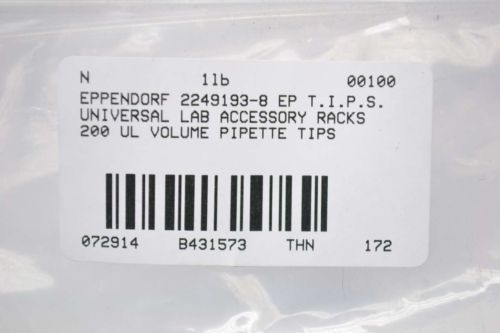 N 1lb 00100
EPPENDORF 2249193-8 EP T.I.P.S.
UNIVERSAL LAB ACCESSORY RACKS
200 UL VOLUME PIPETTE TIPS
072914 B431573 THN 172